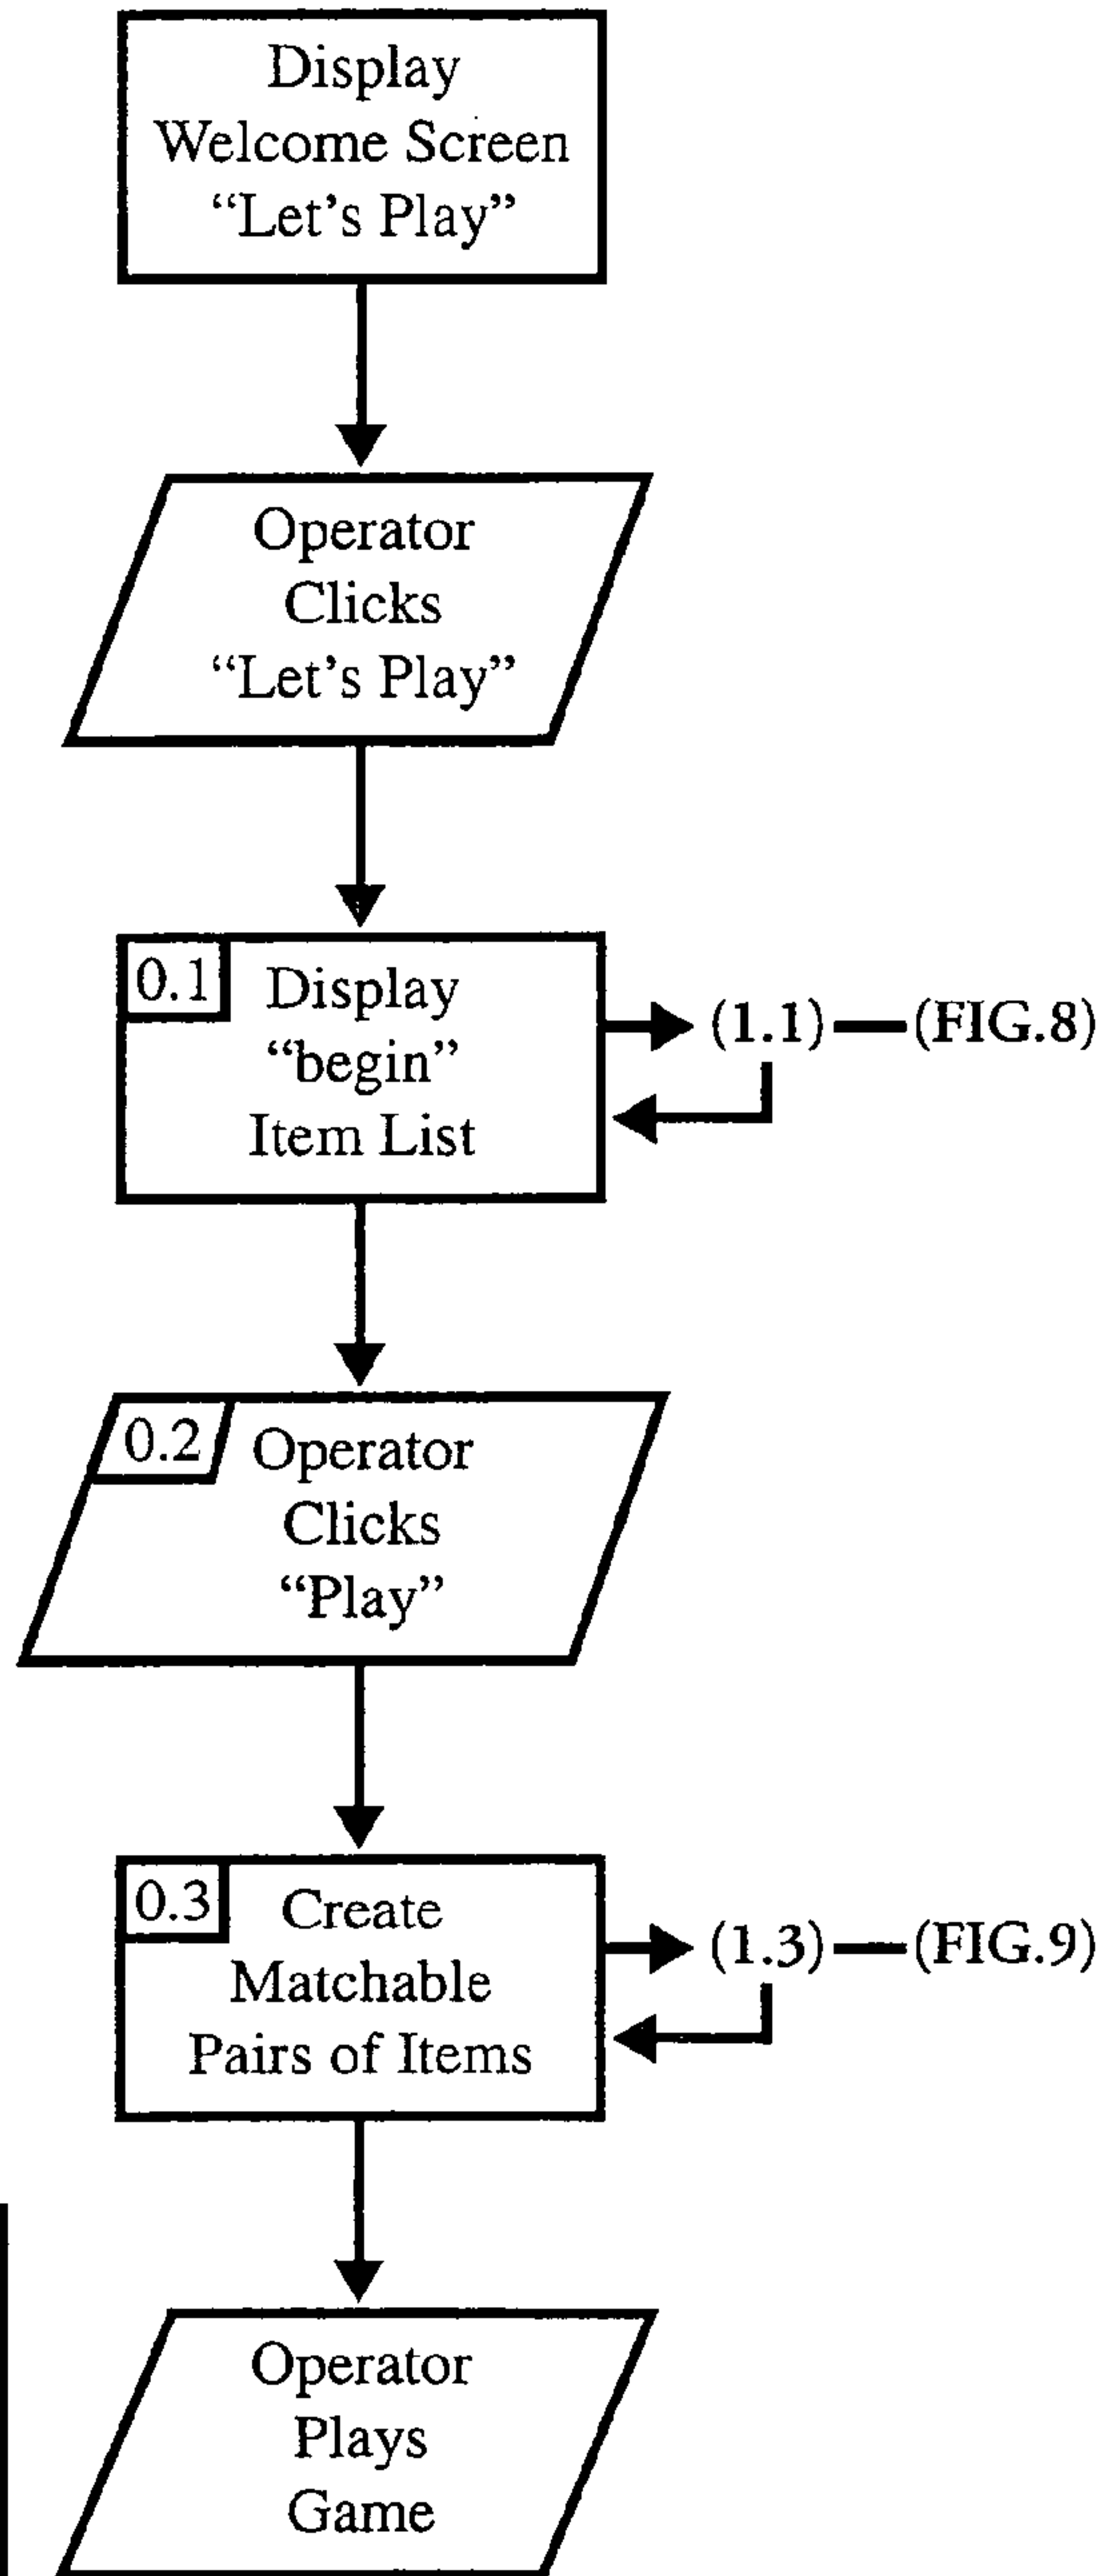 Display
Welcome Screen
“Let’s Play”
Operator
Clicks
“Let’s Play”
0.1
Display
“begin”
Item List
(1.1) — (FIG.8)
0.2
Operator
Clicks
“Play”
0.3
Create
Matchable
Pairs of Items
(1.3) — (FIG.9)
Operator
Plays
Game